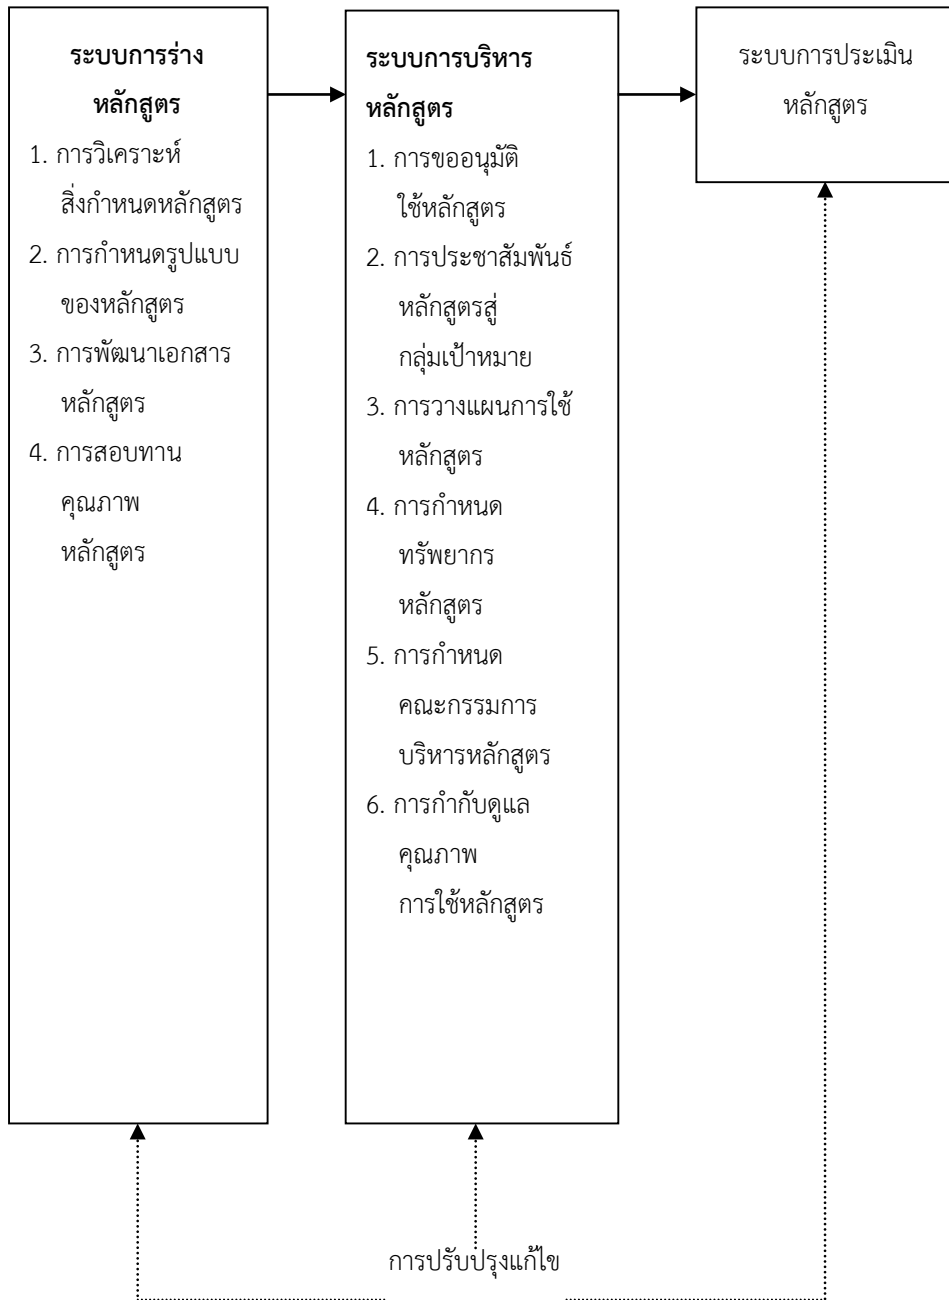 ระบบการร่าง
หลักสูตร
1. การวิเคราะห์
สิ่งกำหนดหลักสูตร
2. การกำหนดรูปแบบ
ของหลักสูตร
3. การพัฒนาเอกสาร
หลักสูตร
4. การสอบทาน
คุณภาพ
หลักสูตร
ระบบการบริหาร
หลักสูตร
1. การขออนุมัติ
ใช้หลักสูตร
2. การประชาสัมพันธ์
หลักสูตรสู่
กลุ่มเป้าหมาย
3. การวางแผนการใช้
หลักสูตร
4. การกำหนด
ทรัพยากร
หลักสูตร
5. การกำหนด
คณะกรรมการ
บริหารหลักสูตร
6. การกำกับดูแล
คุณภาพ
การใช้หลักสูตร
ระบบการประเมิน
หลักสูตร
การปรับปรุงแก้ไข